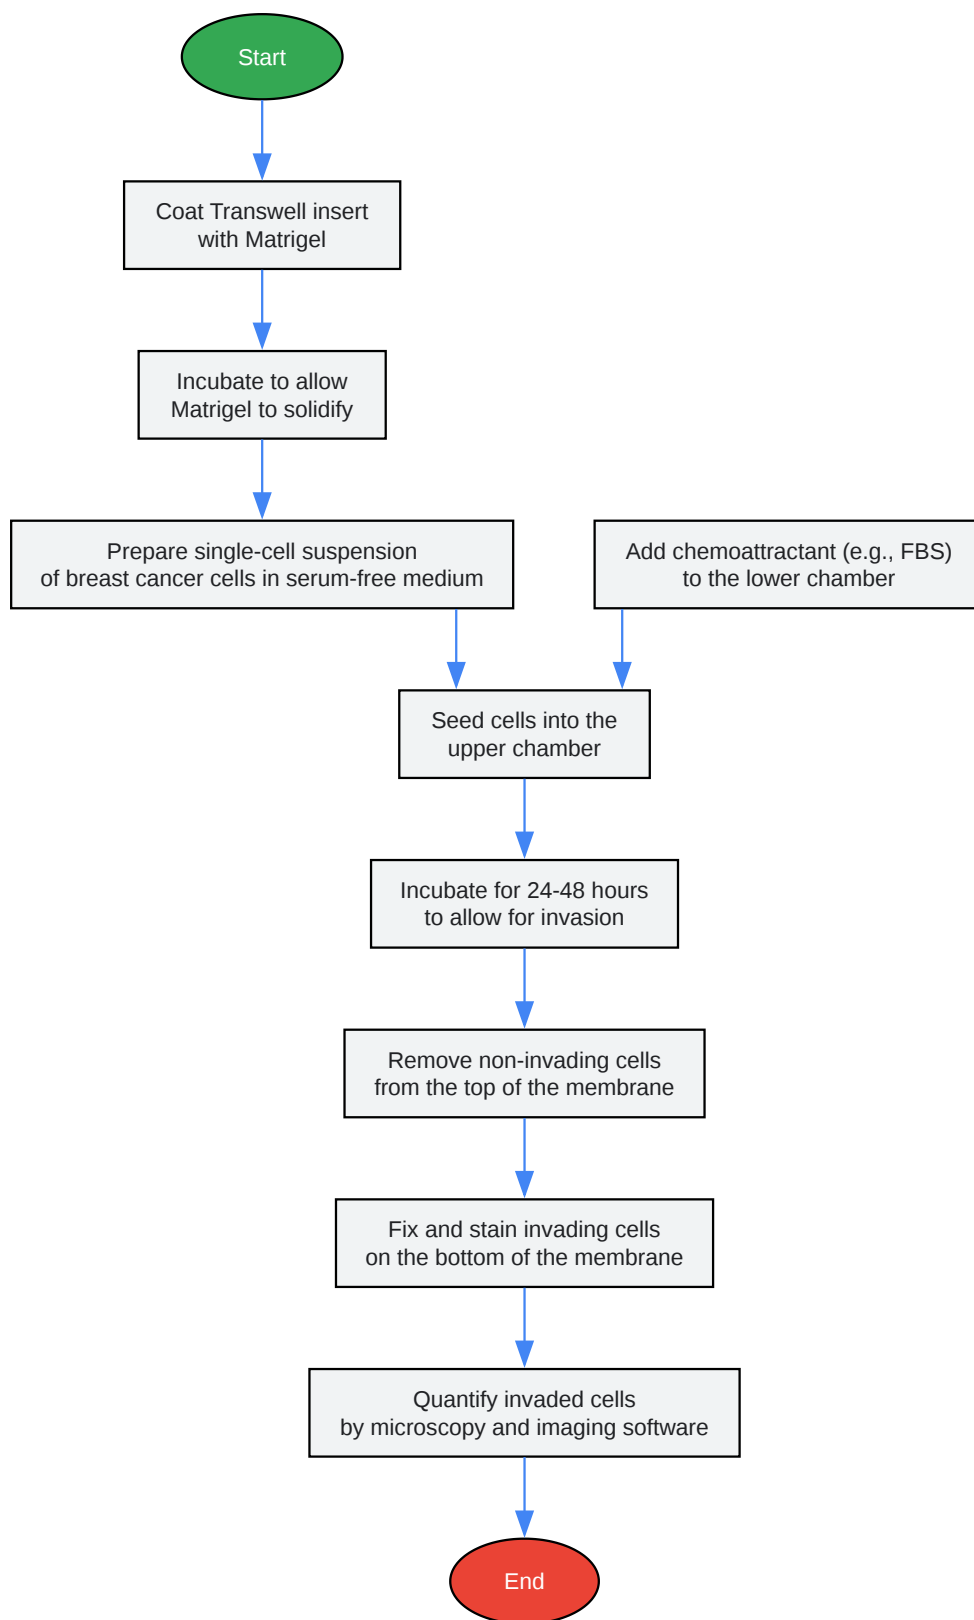 Start
Coat Transwell insert
with Matrigel
Incubate to allow
Matrigel to solidify
Prepare single-cell suspension
of breast cancer cells in serum-free medium
Add chemoattractant (e.g., FBS)
to the lower chamber
Seed cells into the
upper chamber
Incubate for 24-48 hours
to allow for invasion
Remove non-invading cells
from the top of the membrane
Fix and stain invading cells
on the bottom of the membrane
Quantify invaded cells
by microscopy and imaging software
End